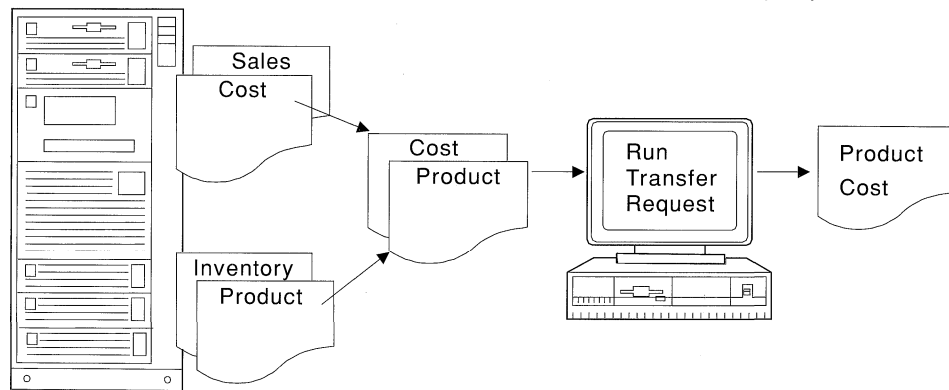 Sales
Cost
Inventory
Product
Cost
Product
Run
Transfer
Request
Product
Cost